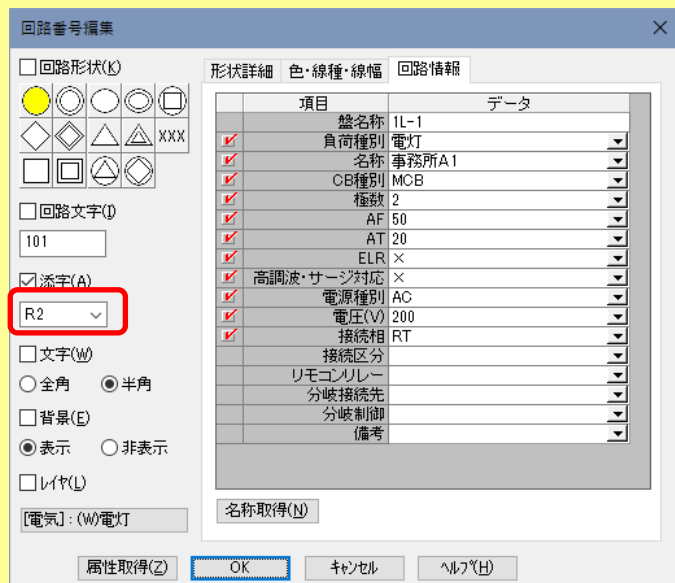 回路番号編集
回路形状(K)
XXX
回路文字(I)
101
添字(A)
R2
文字(W)
全角 半角
背景(E)
表示 非表示
レイヤ(L)
[電気]:(W)電灯
形状詳細 色・線種・線幅 回路情報
項目 データ
盤名称 1L-1
負荷種別 電灯
名称 事務所A1
CB種別 MCB
極数 2
AF 50
AT 20
ELR ×
高調波・サージ対応 ×
電源種別 AC
電圧(V) 200
接続相 RT
接続区分
リモコンリレー
分岐接続先
分岐制御
備考
名称取得(N)
属性取得(Z) OK キャンセル ヘルプ(H)